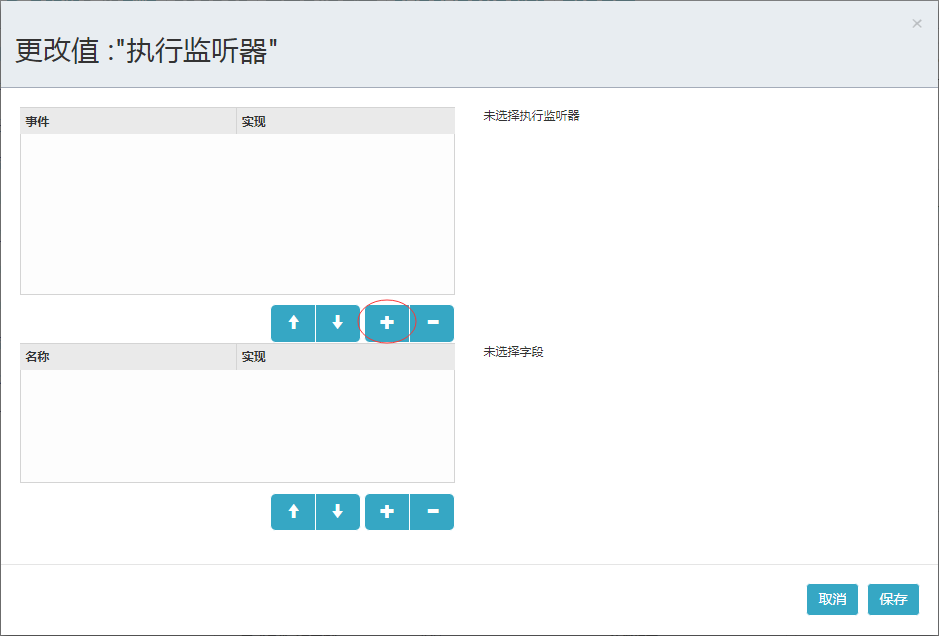 ×
更改值 :"执行监听器"
事件 实现
未选择执行监听器
名称 实现
未选择字段
取消 保存